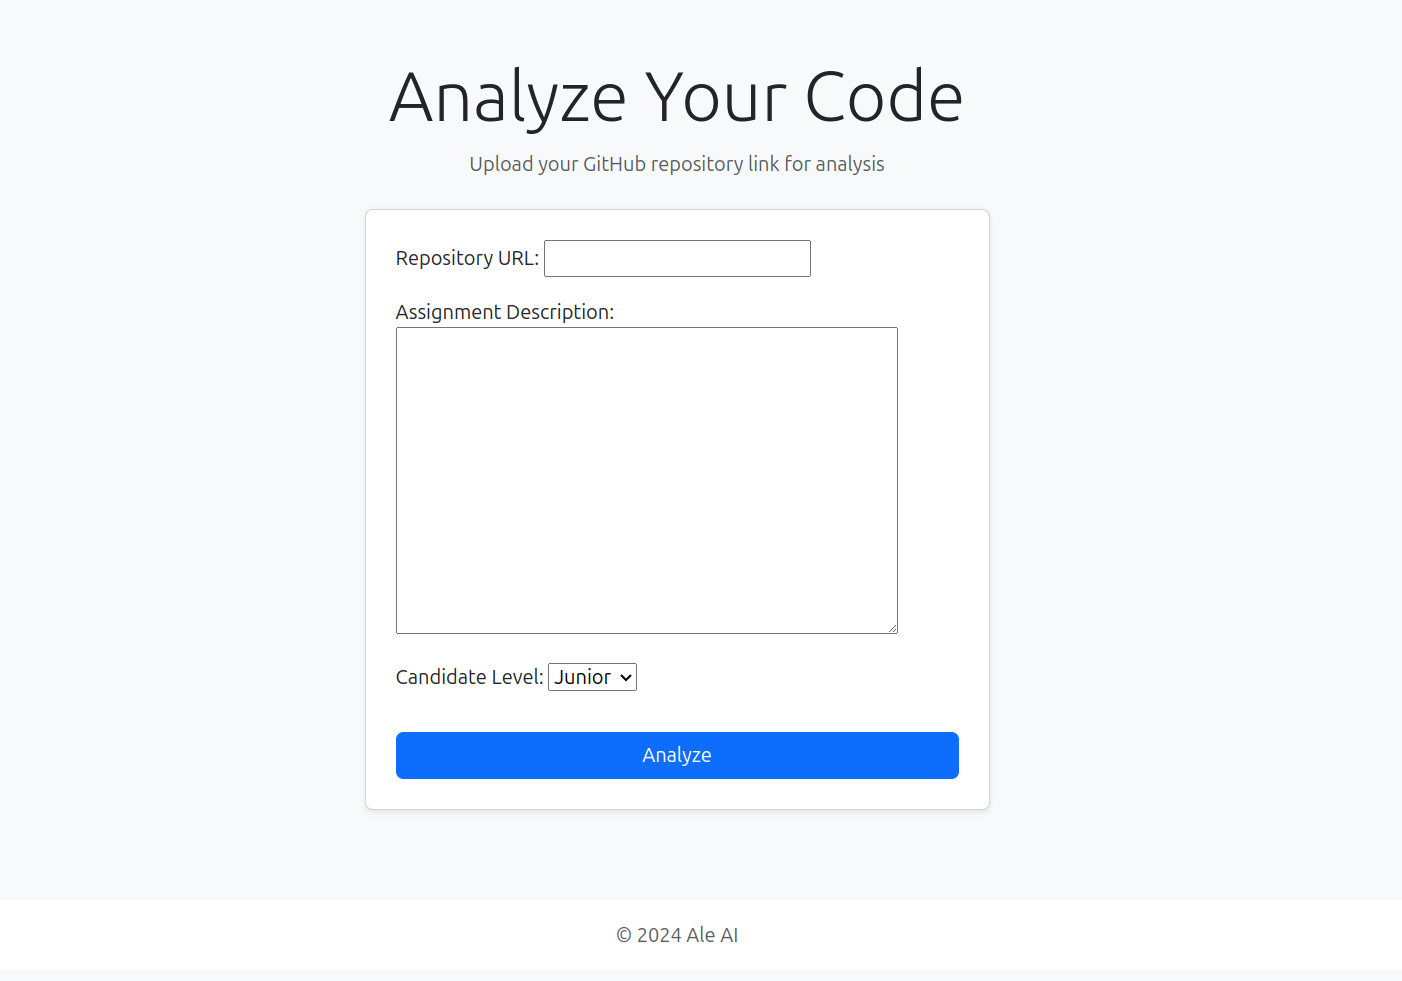 Analyze Your Code
Upload your GitHub repository link for analysis
Repository URL:
Assignment Description:
Candidate Level: Junior
Analyze
© 2024 Ale AI